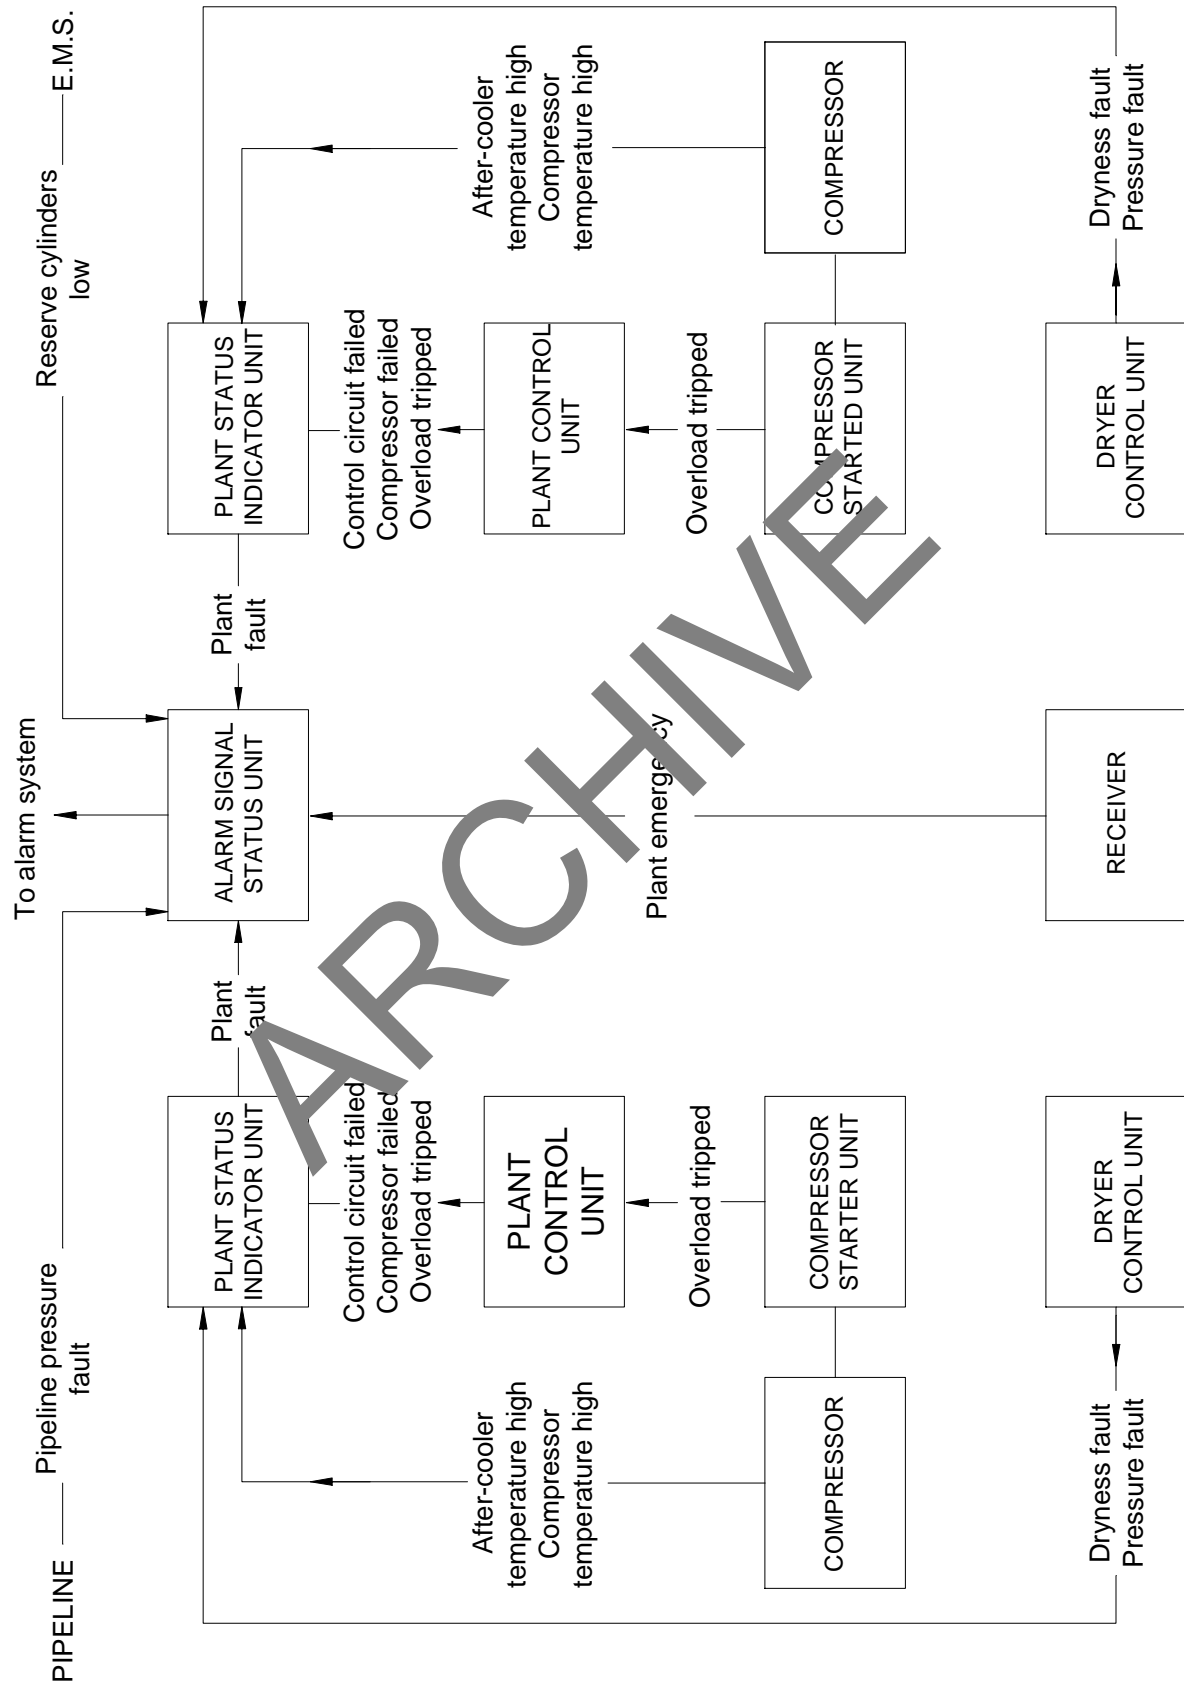 To alarm system
PIPELINE
Pipeline pressure
fault
Reserve cylinders
low
E.M.S.
PLANT STATUS
INDICATOR UNIT
Plant
fault
ALARM SIGNAL
STATUS UNIT
Plant
fault
PLANT STATUS
INDICATOR UNIT
Control circuit failed
Compressor failed
Overload tripped
Control circuit failed
Compressor failed
Overload tripped
After-cooler
temperature high
Compressor
temperature high
PLANT
CONTROL
UNIT
Plant emergency
PLANT CONTROL
UNIT
After-cooler
temperature high
Compressor
temperature high
Overload tripped
Overload tripped
COMPRESSOR
COMPRESSOR
STARTER UNIT
COMPRESSOR
STARTED UNIT
COMPRESSOR
Dryness fault
Pressure fault
DRYER
CONTROL UNIT
RECEIVER
DRYER
CONTROL UNIT
Dryness fault
Pressure fault
ARCHIVE